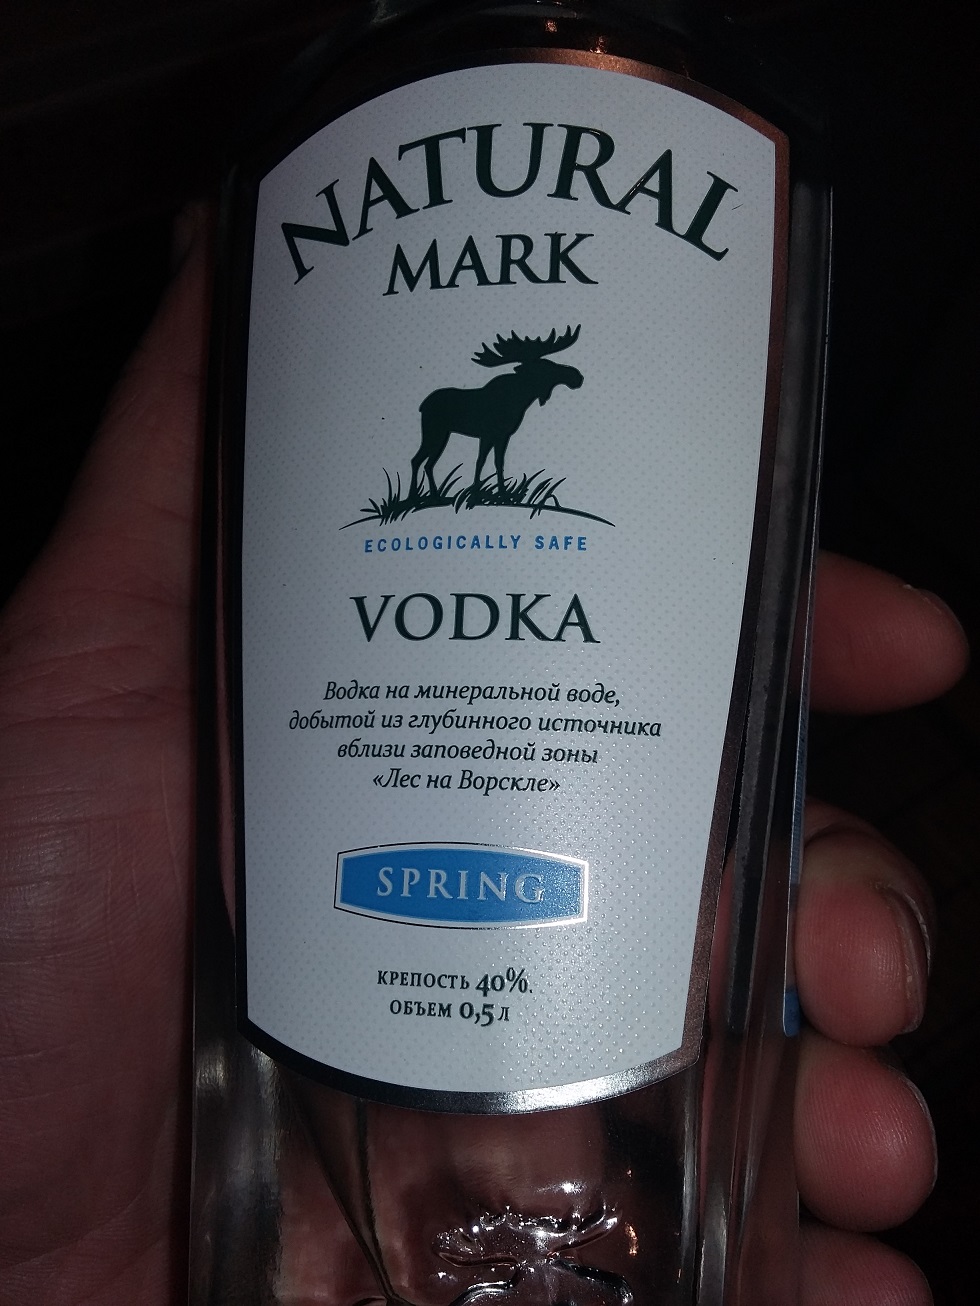 NATURAL
MARK
ECOLOGICALLY SAFE
VODKA
Водка на минеральной воде,
добытой из глубинного источника
вблизи заповедной зоны
«Лес на Ворскле»
SPRING
КРЕПОСТЬ 40%.
ОБЪЕМ 0,5 Л